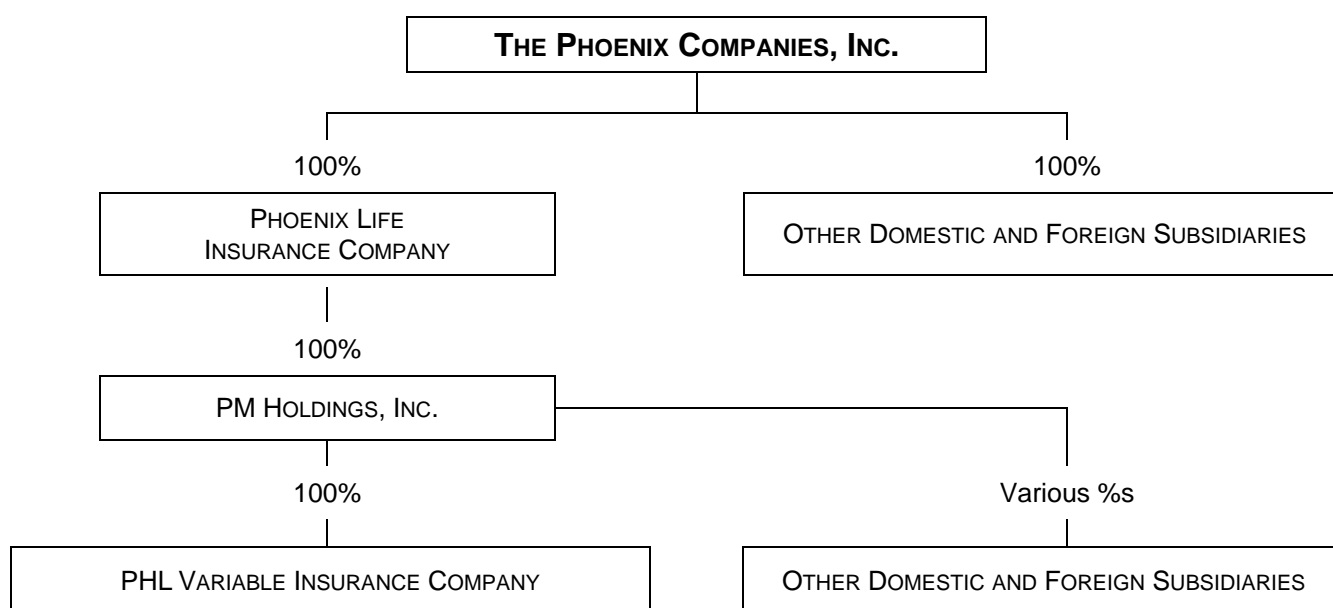 THE PHOENIX COMPANIES, INC.
100%
100%
PHOENIX LIFE
INSURANCE COMPANY
OTHER DOMESTIC AND FOREIGN SUBSIDIARIES
100%
PM HOLDINGS, INC.
100%
Various %s
PHL VARIABLE INSURANCE COMPANY
OTHER DOMESTIC AND FOREIGN SUBSIDIARIES